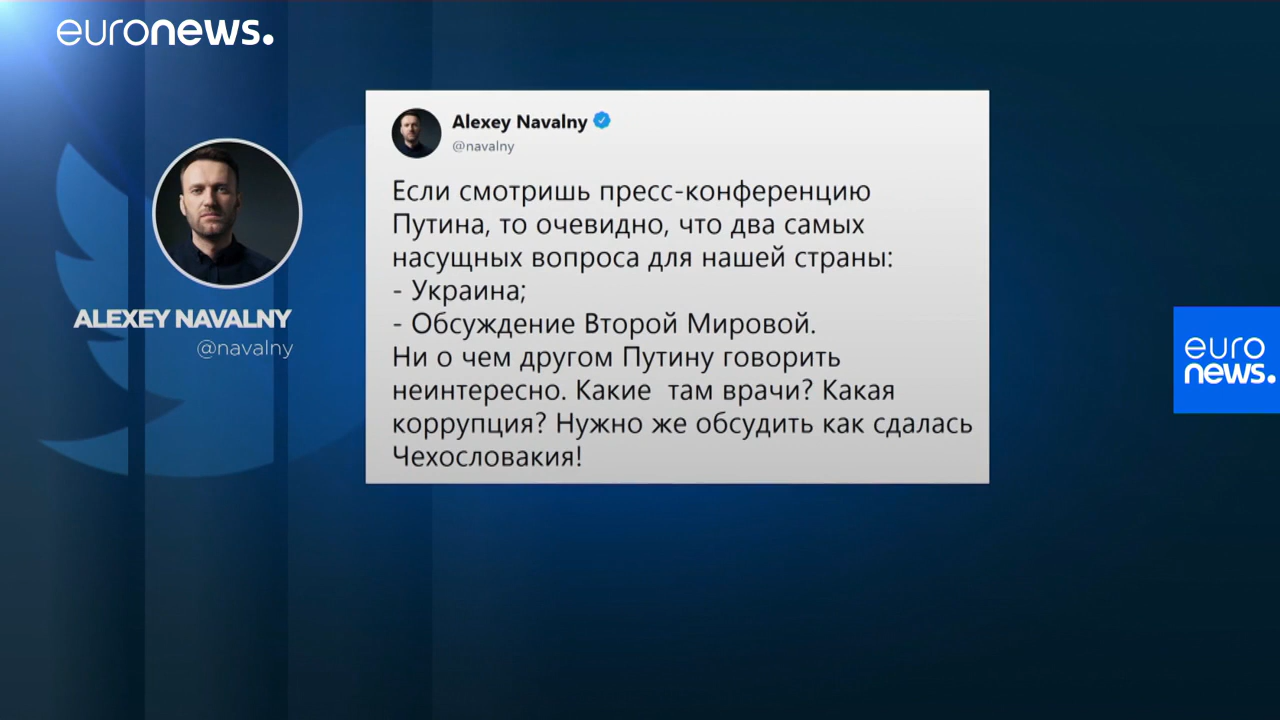 euronews.
Alexey Navalny
@navalny
Если смотришь пресс-конференцию
Путина, то очевидно, что два самых
насущных вопроса для нашей страны:
- Украина;
- Обсуждение Второй Мировой.
Ни о чем другом Путину говорить
неинтересно. Какие  там врачи? Какая
коррупция? Нужно же обсудить как сдалась
Чехословакия!
ALEXEY NAVALNY
@navalny
euro
news.